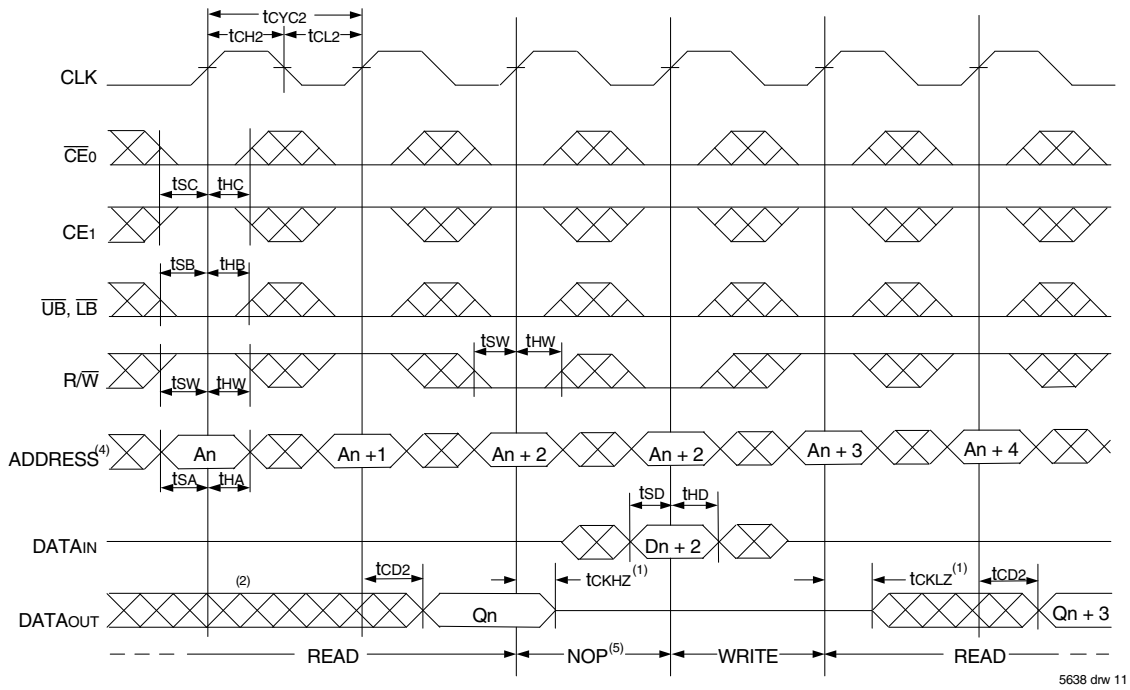 tCYC2
tCH2 tCL2
CLK
CE0
tSC tHC
CE1
tSB tHB
UB, LB
tSW tHW
R/W
tSW tHW
ADDRESS(4) An An +1 An + 2 An + 2 An + 3 An + 4
tSA tHA
tSD tHD
DATAIN Dn + 2
tCD2 tCKHZ(1) tCKLZ(1) tCD2
(2)
DATAOUT Qn Qn + 3
READ NOP(5) WRITE READ
5638 drw 11